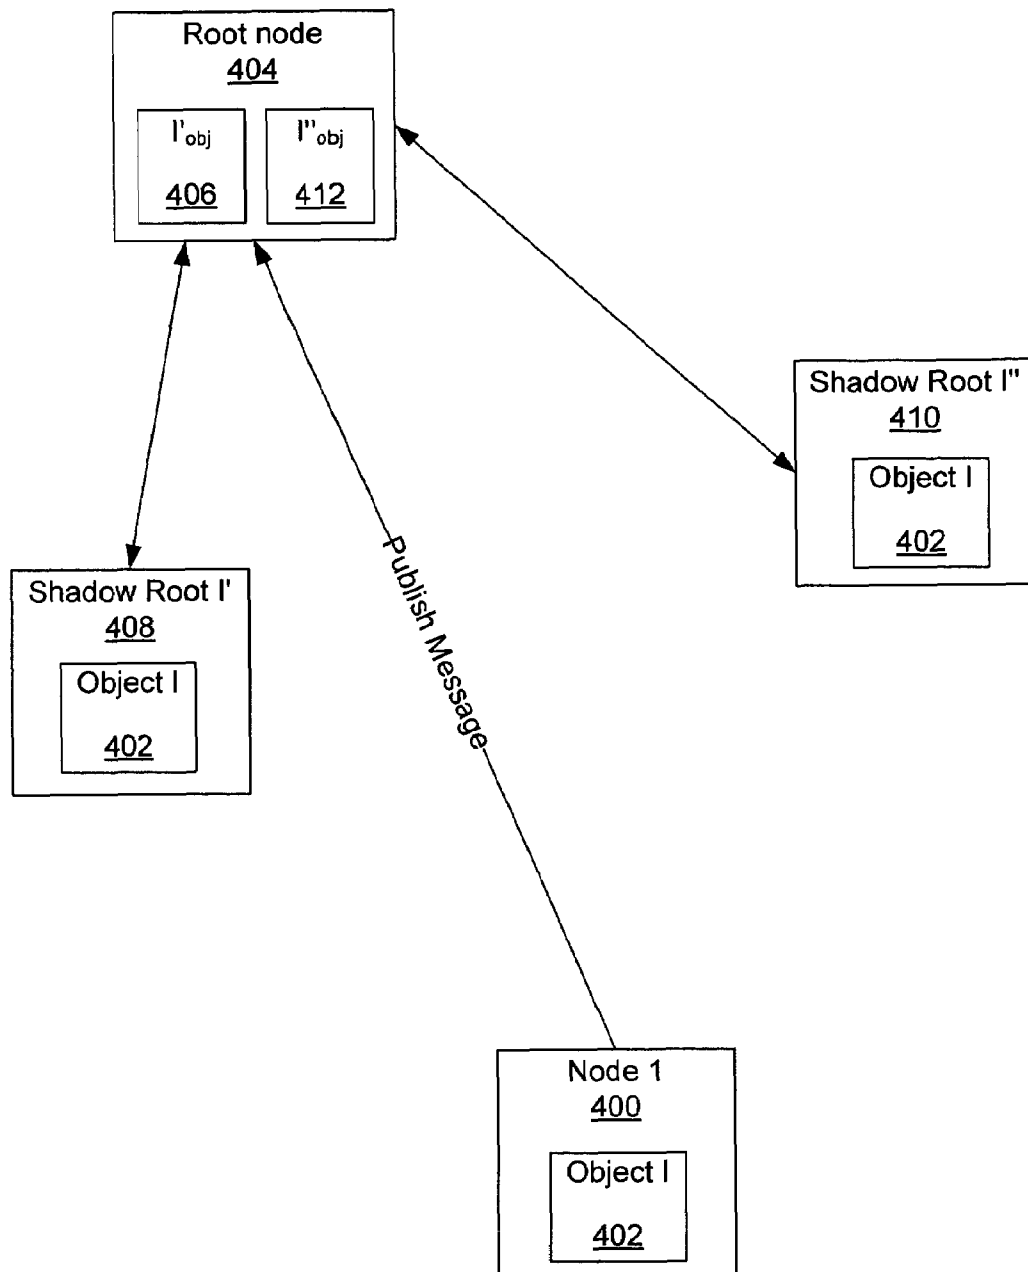 Root node
404
I'obj
406
I"obj
412
Shadow Root I"
410
Object I
402
Shadow Root I'
408
Object I
402
Publish Message
Node 1
400
Object I
402